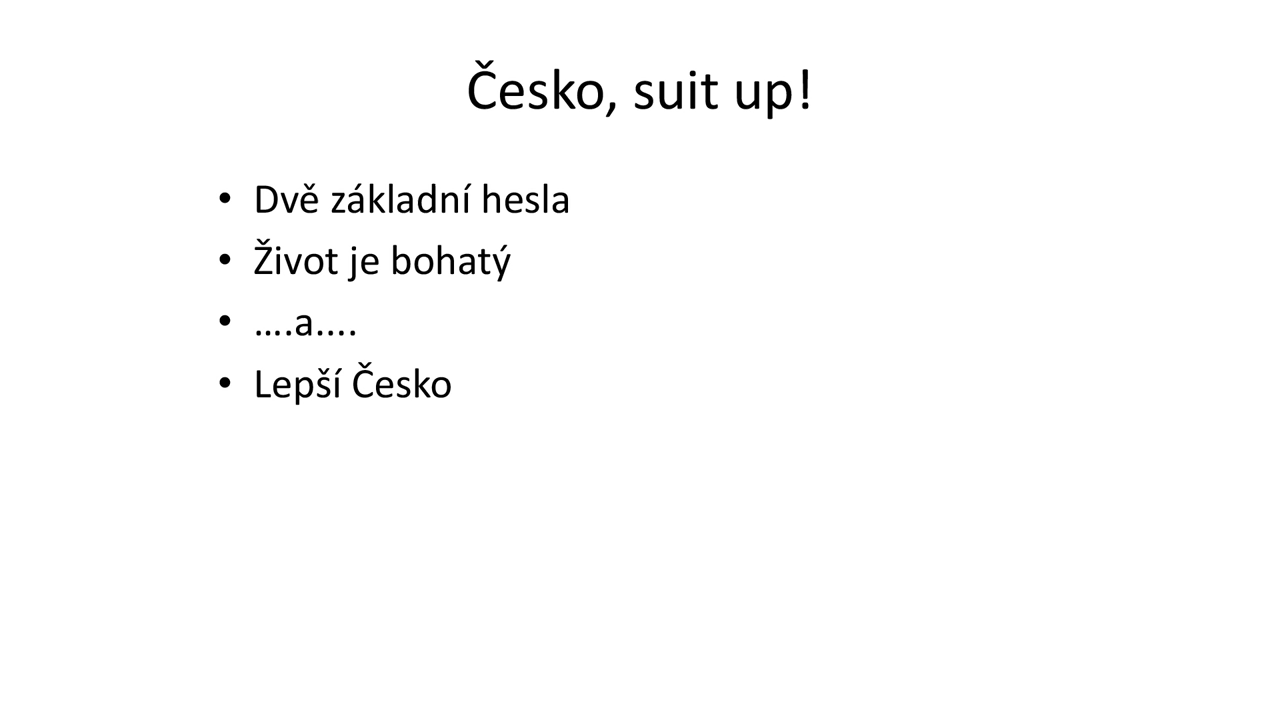 Česko, suit up!
• Dvě základní hesla
• Život je bohatý
• ….a....
• Lepší Česko